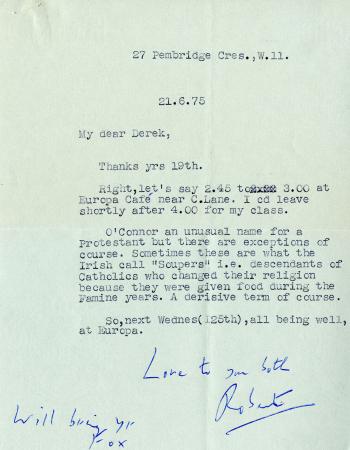 27 Pembridge Cres.,W.11.
21.6.75
My dear Derek,
Thanks yrs 19th.
Right,let's say 2.45 to 3.00 at
Europa Café near C.Lane. I cd leave
shortly after 4.00 for my class.
O'Connor an unusual name for a
Protestant but there are exceptions of
course. Sometimes these are what the
Irish call "Soupers" i.e. descendants of
Catholics who changed their religion
because they were given food during the
Famine years. A derisive term of course.
So,next Wednes(125th),all being well,
at Europa.
Love to you both
Robert
Will bring yr
Fox